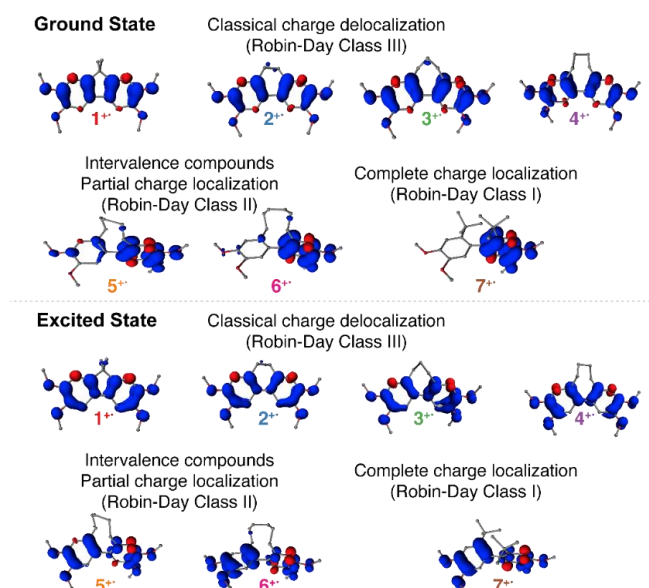 Ground State
Classical charge delocalization
(Robin-Day Class III)
1+•
2+•
3+•
4+•
Intervalence compounds
Partial charge localization
(Robin-Day Class II)
Complete charge localization
(Robin-Day Class I)
5+•
6+•
7+•
Excited State
Classical charge delocalization
(Robin-Day Class III)
1+•
2+•
3+•
4+•
Intervalence compounds
Partial charge localization
(Robin-Day Class II)
Complete charge localization
(Robin-Day Class I)
5+•
6+•
7+•